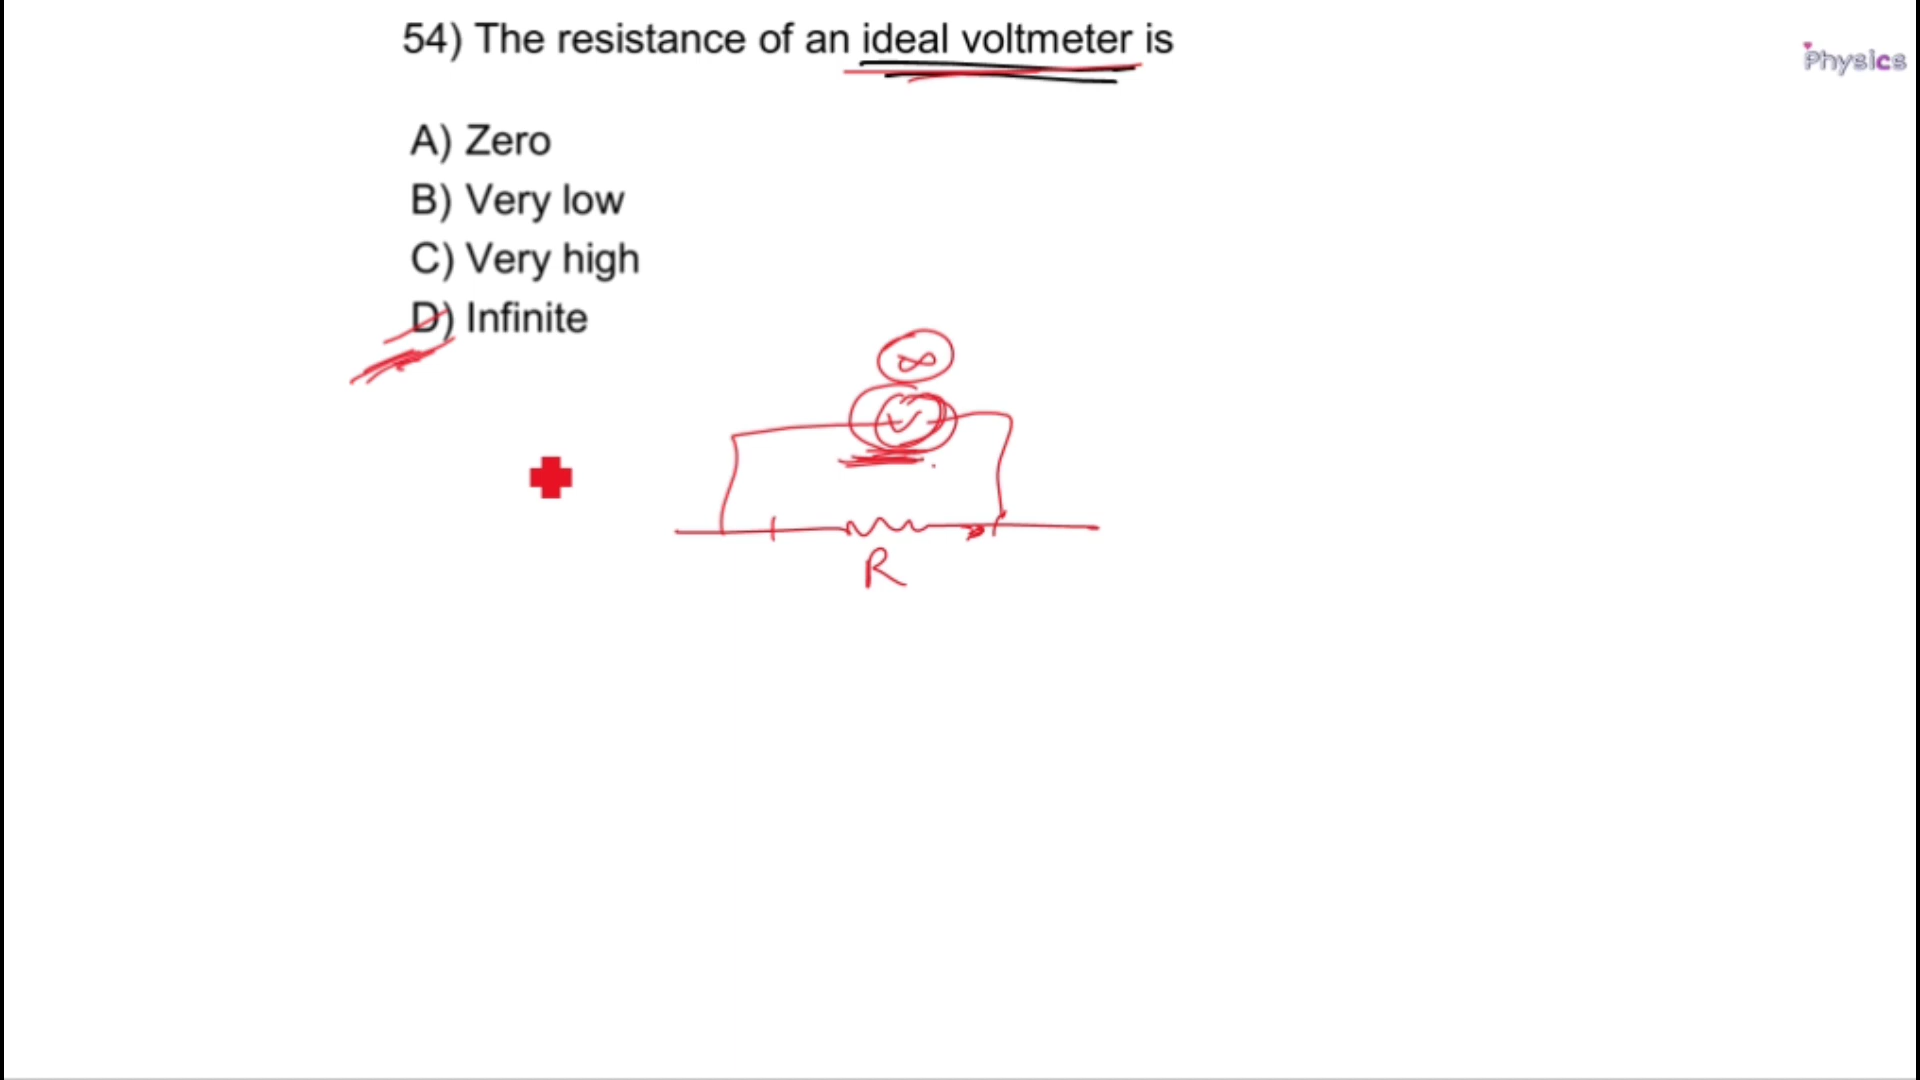 54) The resistance of an ideal voltmeter is
Physics
A) Zero
B) Very low
C) Very high
D) Infinite
∞
V
R